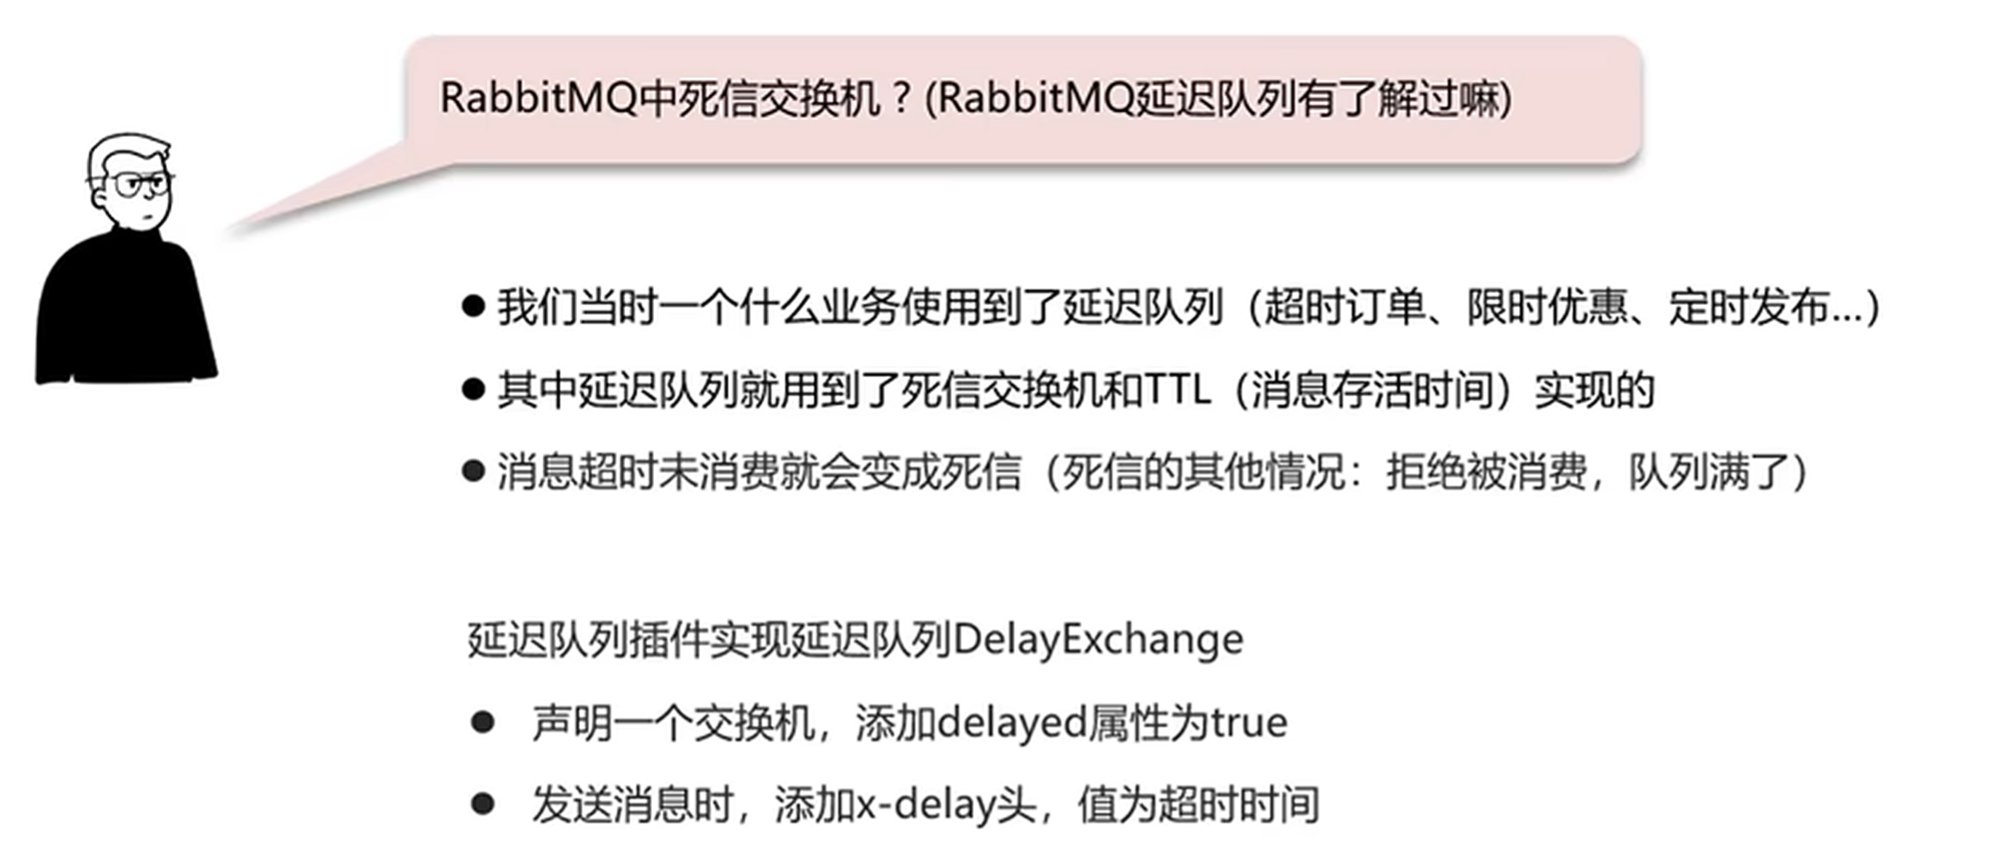 RabbitMQ中死信交换机？(RabbitMQ延迟队列有了解过嘛)
● 我们当时一个什么业务使用到了延迟队列（超时订单、限时优惠、定时发布...）
● 其中延迟队列就用到了死信交换机和TTL（消息存活时间）实现的
● 消息超时未消费就会变成死信（死信的其他情况：拒绝被消费，队列满了）
延迟队列插件实现延迟队列DelayExchange
● 声明一个交换机，添加delayed属性为true
● 发送消息时，添加x-delay头，值为超时时间